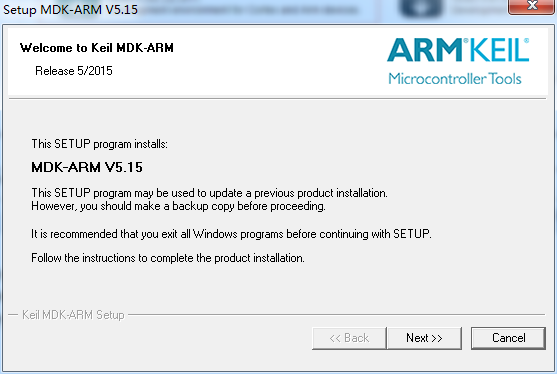 Setup MDK-ARM V5.15
Welcome to Keil MDK-ARM
Release 5/2015
ARM®KEIL
Microcontroller Tools
This SETUP program installs:
MDK-ARM V5.15
This SETUP program may be used to update a previous product installation.
However, you should make a backup copy before proceeding.
It is recommended that you exit all Windows programs before continuing with SETUP.
Follow the instructions to complete the product installation.
Keil MDK-ARM Setup
<< Back
Next >>
Cancel